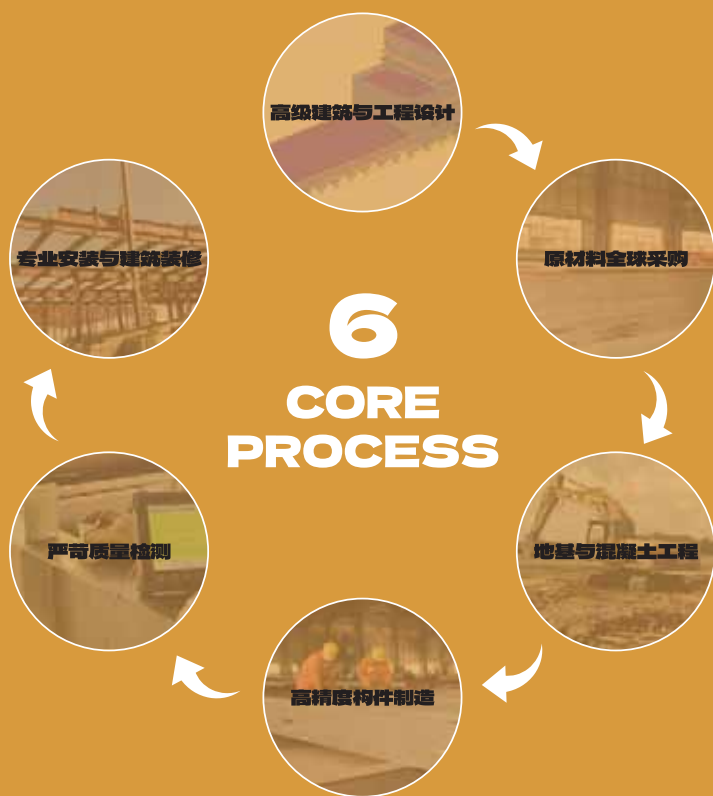 高级建筑与工程设计
原材料全球采购
地基与混凝土工程
高精度构件制造
严苛质量检测
专业安装与建筑装修
6
CORE
PROCESS